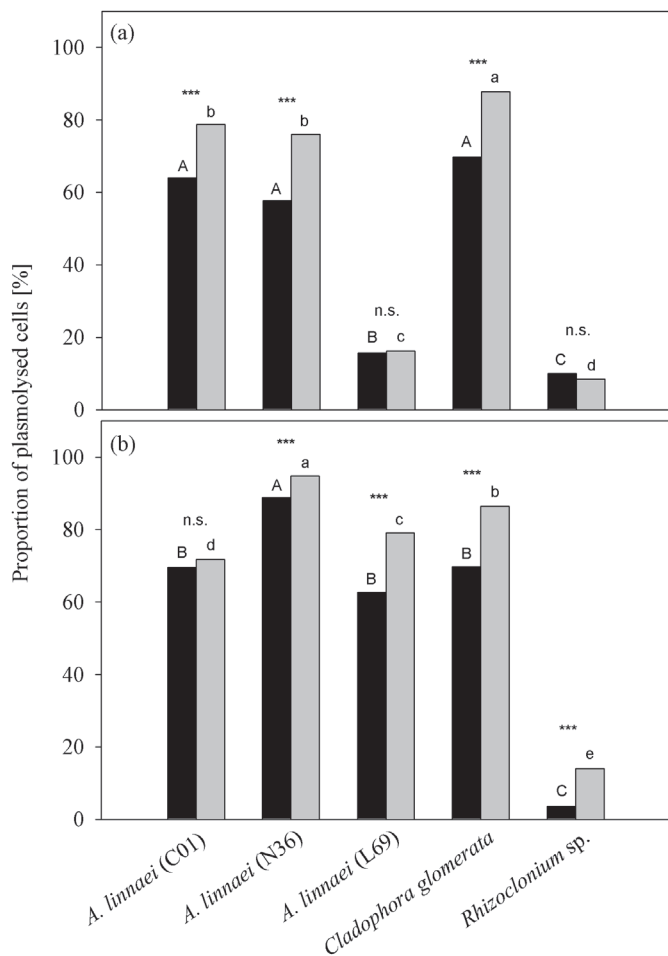 Proportion of plasmolysed cells [%]
(a)
100
80
60
40
20
0
*** b
A
*** b
A
n.s.
B c
*** a
A
n.s.
C d
(b)
100
80
60
40
20
0
n.s.
B d
*** a
A
*** c
B
*** b
B
*** e
C
A. linnaei (C01)
A. linnaei (N36)
A. linnaei (L69)
Cladophora glomerata
Rhizoclonium sp.